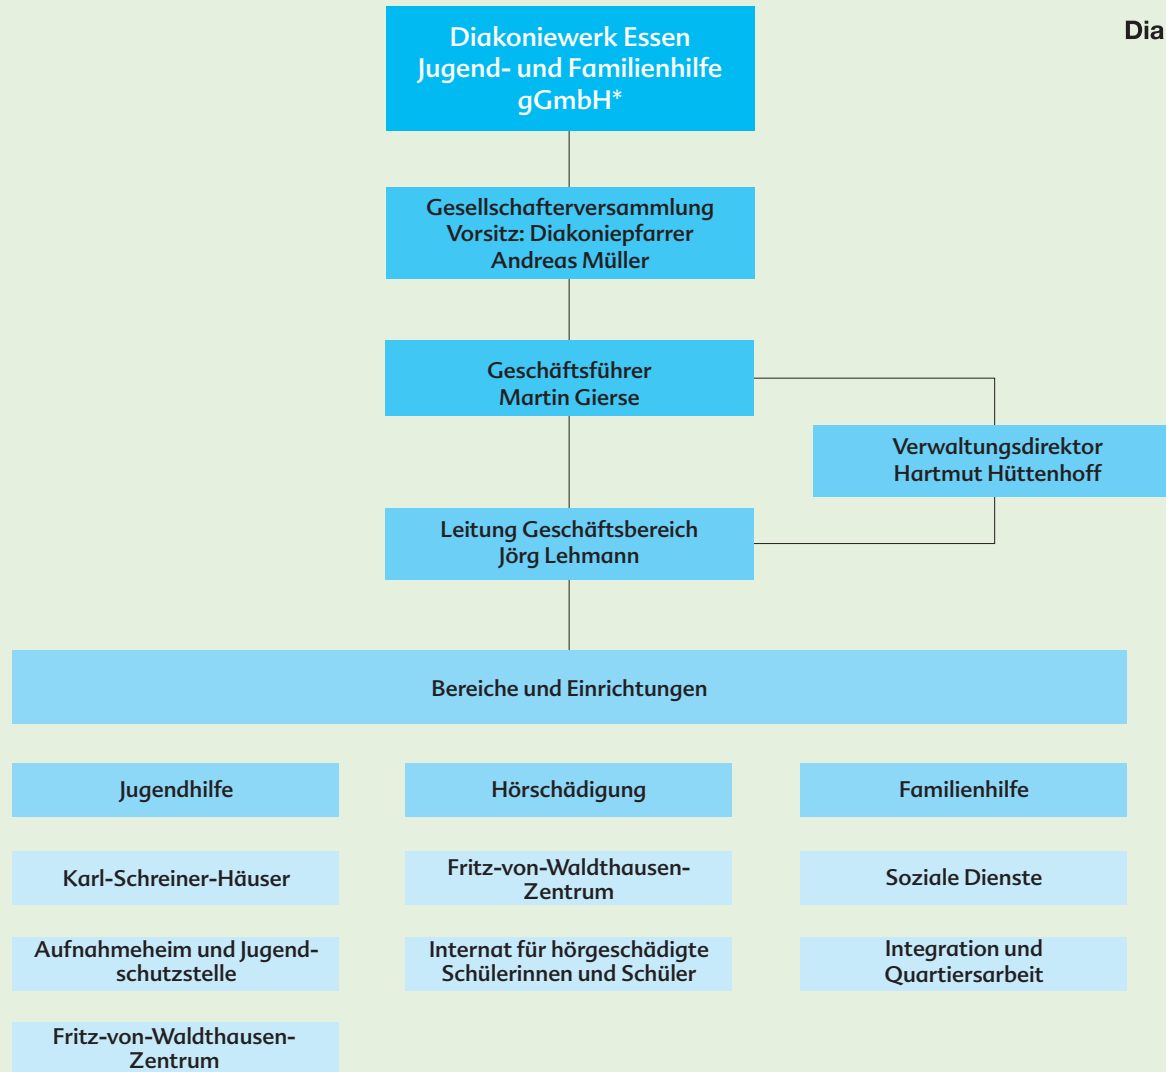 Diakoniewerk Essen
Jugend- und Familienhilfe
gGmbH*
Dia
Gesellschafterversammlung
Vorsitz: Diakoniepfarrer
Andreas Müller
Geschäftsführer
Martin Gierse
Verwaltungsdirektor
Hartmut Hüttenhoff
Leitung Geschäftsbereich
Jörg Lehmann
Bereiche und Einrichtungen
Jugendhilfe
Karl-Schreiner-Häuser
Aufnahmeheim und Jugend-
schutzstelle
Fritz-von-Waldthausen-
Zentrum
Hörschädigung
Fritz-von-Waldthausen-
Zentrum
Internat für hörgeschädigte
Schülerinnen und Schüler
Familienhilfe
Soziale Dienste
Integration und
Quartiersarbeit